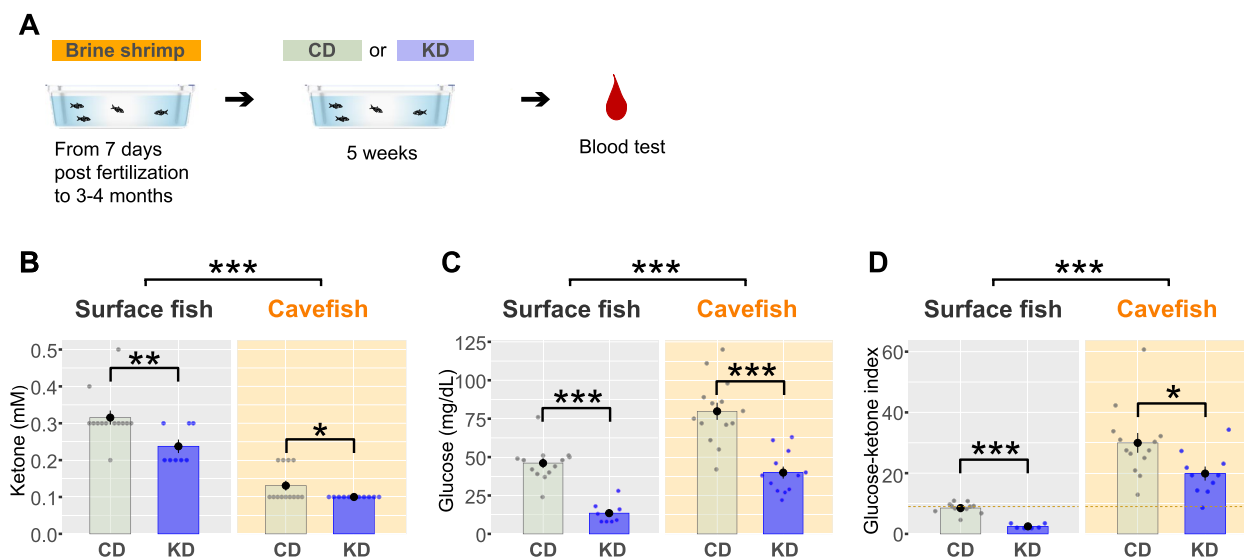 A
Brine shrimp
CD or KD
From 7 days
post fertilization
to 3-4 months
5 weeks
Blood test
B
***
Surface fish Cavefish
Ketone (mM)
0.5
0.4
0.3
0.2
0.1
0.0
**
*
CD KD CD KD
C
***
Surface fish Cavefish
Glucose (mg/dL)
125
100
75
50
25
0
***
***
CD KD CD KD
D
***
Surface fish Cavefish
Glucose-ketone index
60
40
20
0
***
*
CD KD CD KD